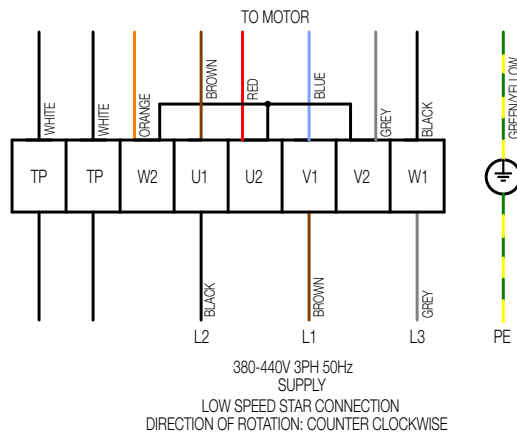 TO MOTOR
WHITE
WHITE
ORANGE
BROWN
RED
BLUE
GREY
BLACK
GREEN/YELLOW
TP TP W2 U1 U2 V1 V2 W1
BLACK
BROWN
GREY
L2 L1 L3 PE
380-440V 3PH 50Hz
SUPPLY
LOW SPEED STAR CONNECTION
DIRECTION OF ROTATION: COUNTER CLOCKWISE